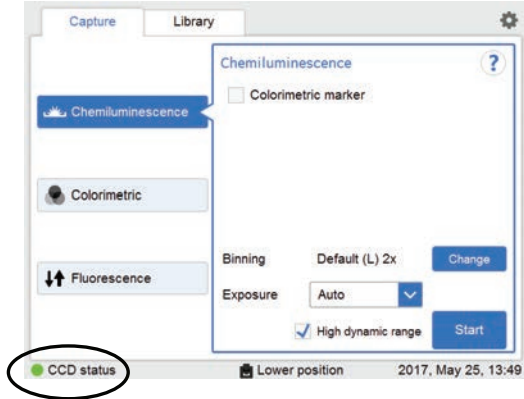 Capture Library
Chemiluminescence
?
Colorimetric marker
Chemiluminescence
Colorimetric
Binning Default (L) 2x Change
Fluorescence
Exposure Auto
High dynamic range Start
CCD status Lower position 2017, May 25, 13:49